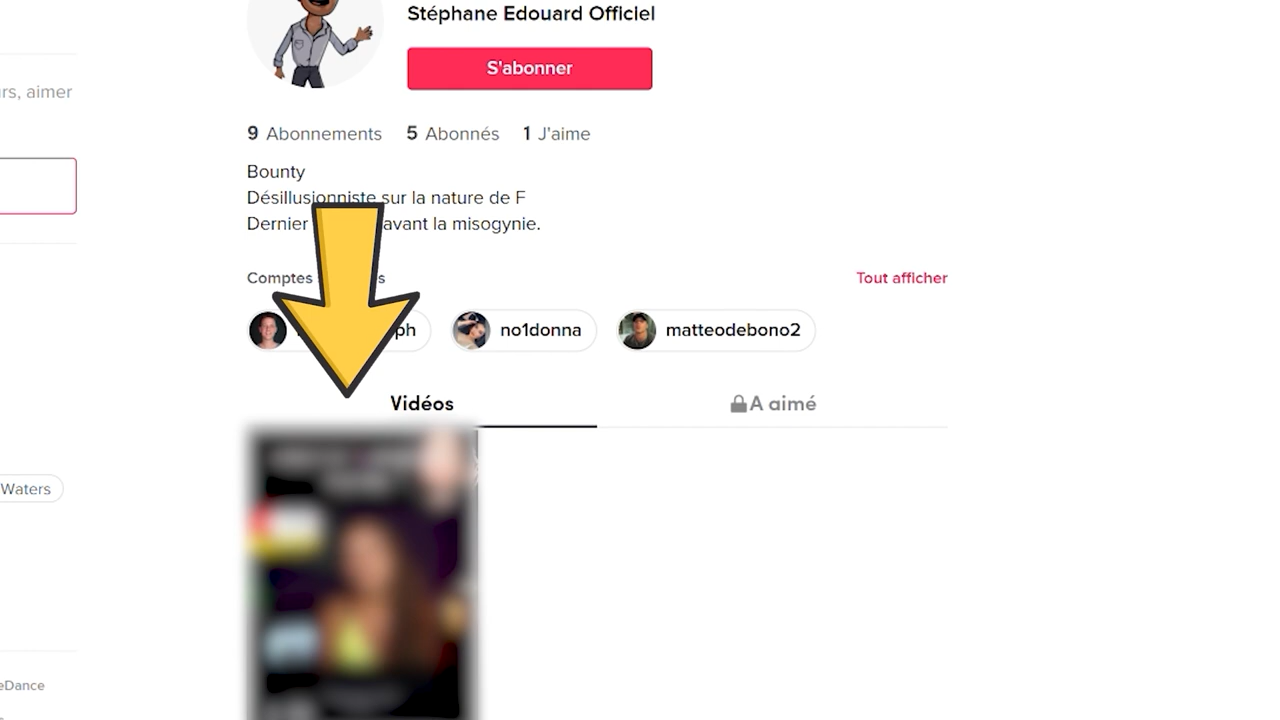 Stéphane Edouard Officiel
S'abonner
rs, aimer
9 Abonnements 5 Abonnés 1 J'aime
Bounty
Désillusionniste sur la nature de F
Dernier avant la misogynie.
Comptes
Tout afficher
ph
no1donna
matteodebono2
Vidéos
A aimé
Waters
eDance